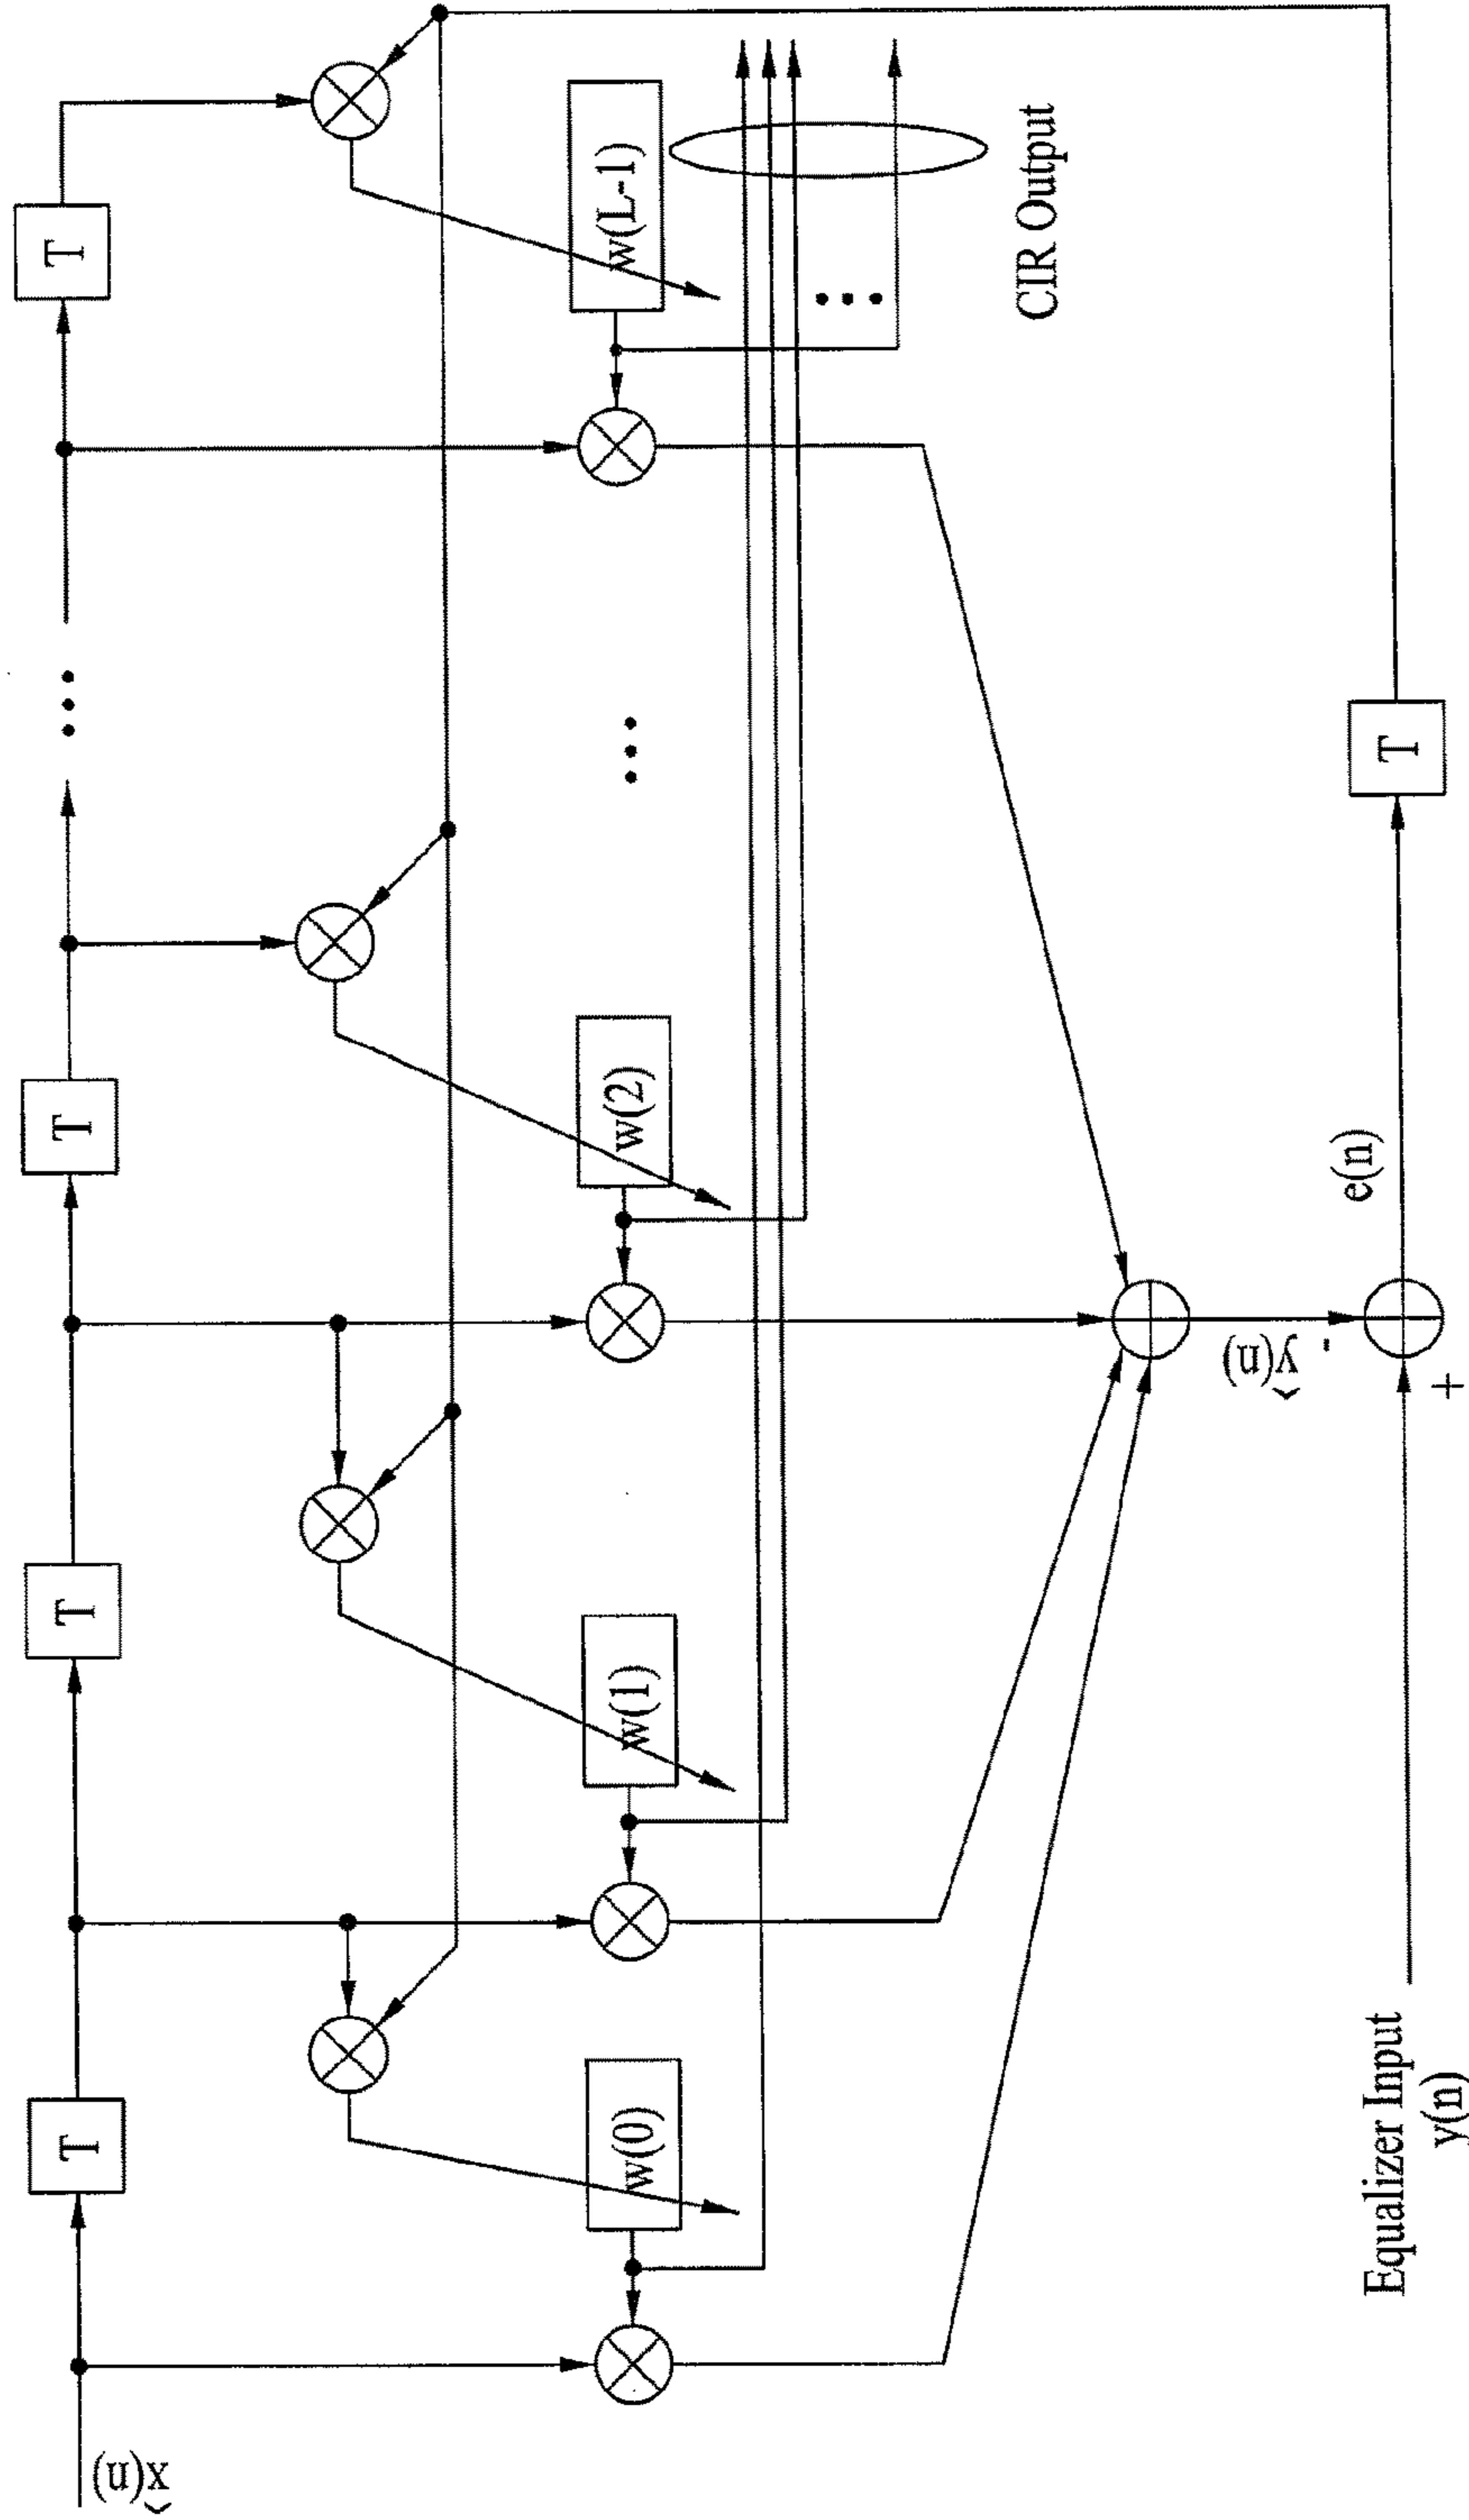 x̂(n)
T
T
T
T
T
w(0)
w(1)
w(2)
w(L-1)
CIR Output
ŷ(n)
-
+
e(n)
T
Equalizer Input
y(n)